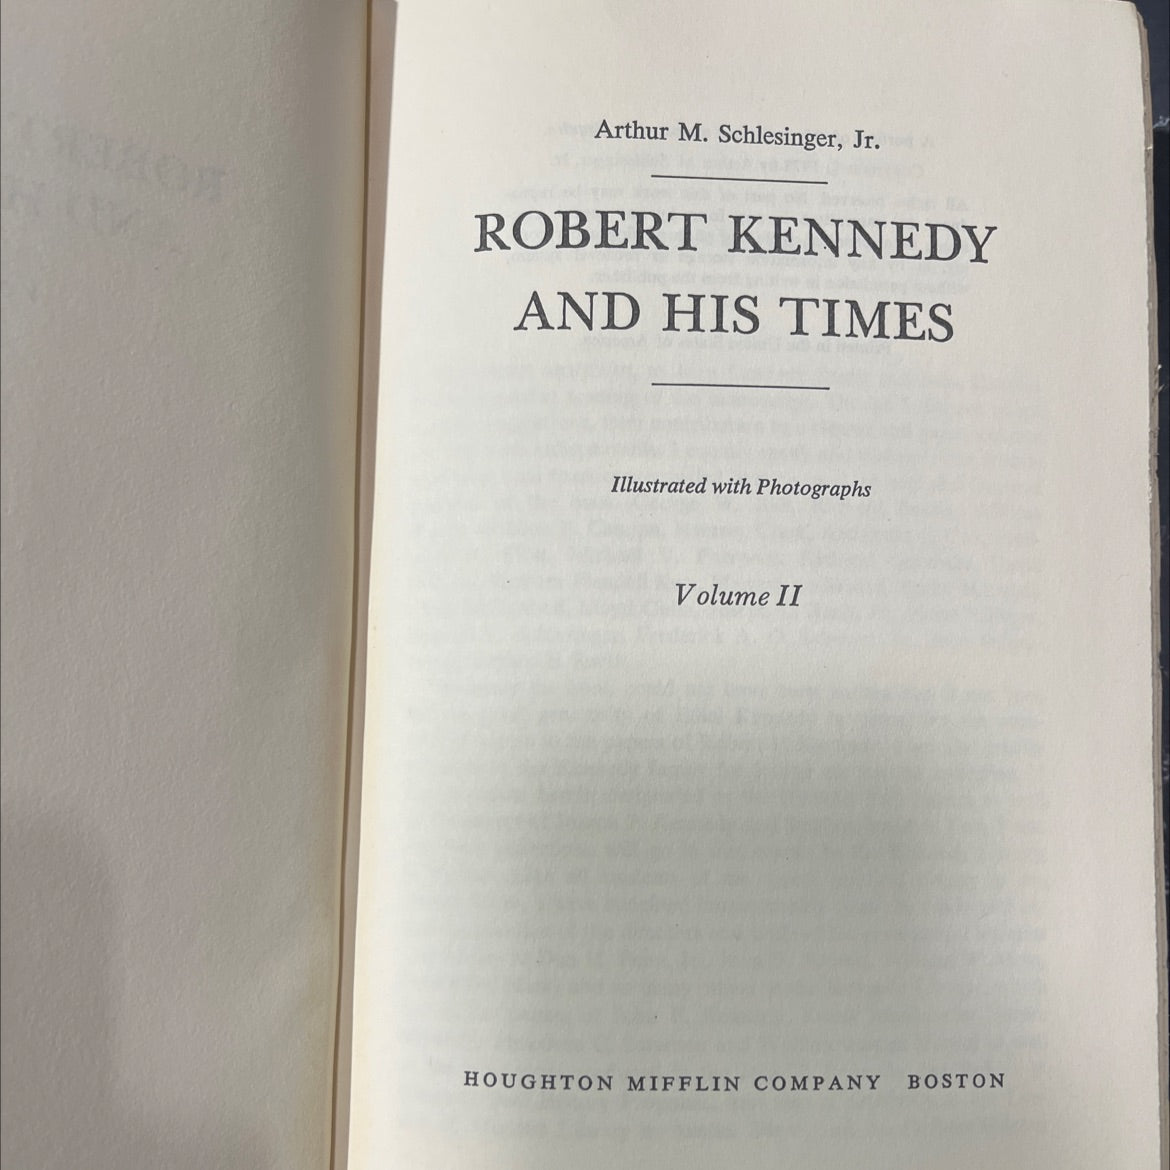 Arthur M. Schlesinger, Jr.
ROBERT KENNEDY
AND HIS TIMES
Illustrated with Photographs
Volume II
HOUGHTON MIFFLIN COMPANY BOSTON